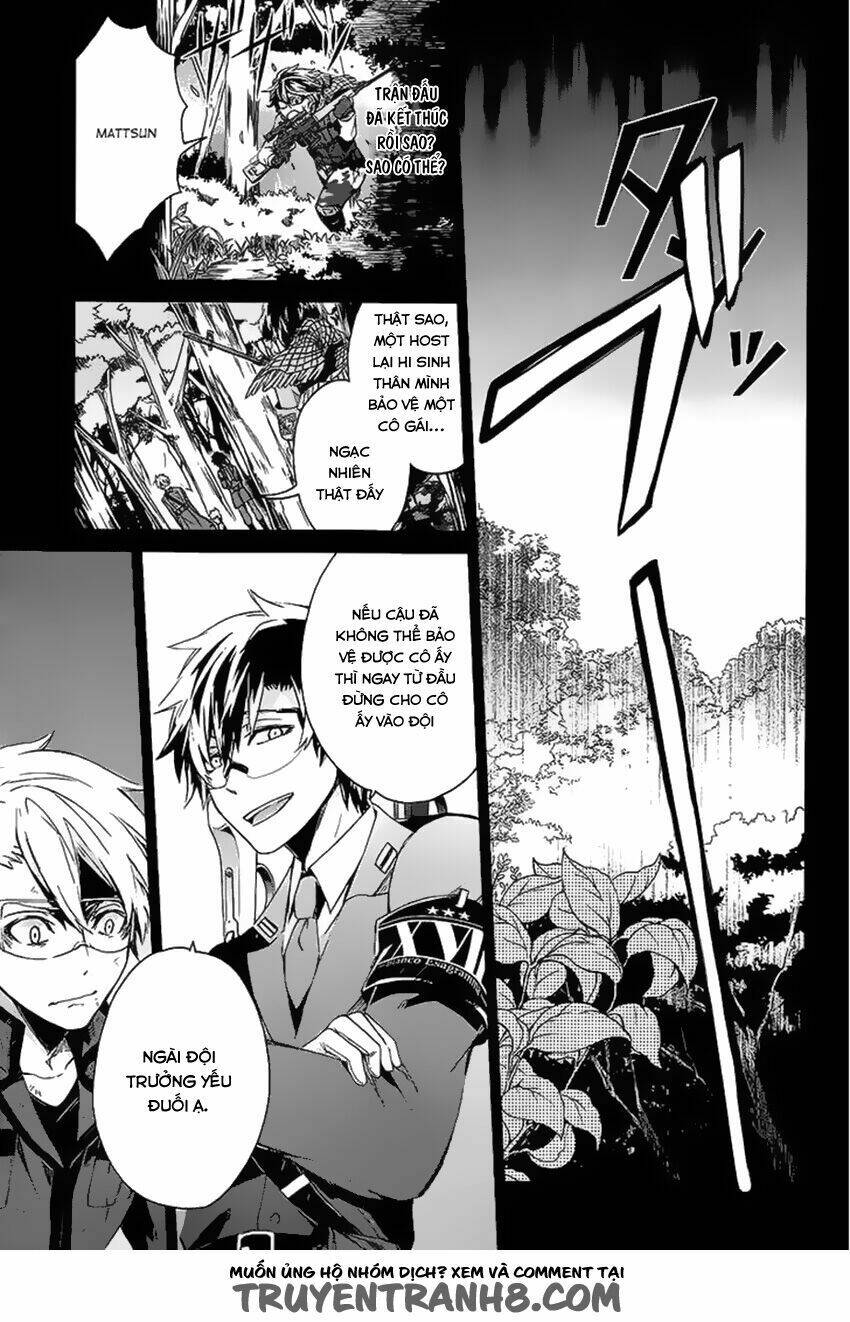 ダッ
MATTSUN
TRẬN ĐẤU
ĐÃ KẾT THÚC
RỒI SAO?
SAO CÓ THỂ?
THẬT SAO,
MỘT HOST
LẠI HI SINH
THÂN MÌNH
BẢO VỆ MỘT
CÔ GÁI...
NGẠC
NHIÊN
THẬT ĐẤY
NẾU CẬU ĐÃ
KHÔNG THỂ BẢO
VỆ ĐƯỢC CÔ ẤY
THÌ NGAY TỪ ĐẦU
ĐỪNG CHO CÔ
ẤY VÀO ĐỘI
NGÀI ĐỘI
TRƯỞNG YẾU
ĐUỐI Ạ.
MUỐN ỦNG HỘ NHÓM DỊCH? XEM VÀ COMMENT TẠI
TRUYENTRANH8.COM